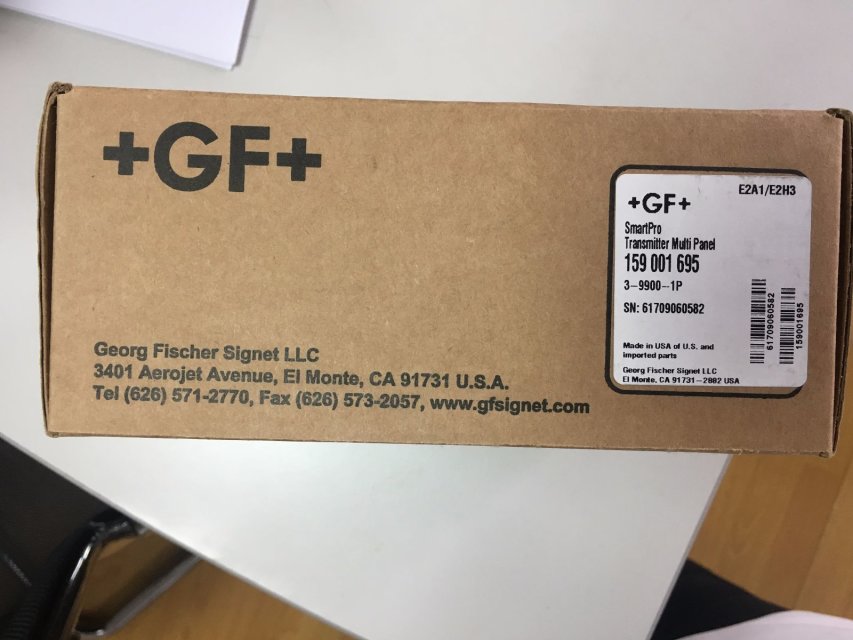 +GF+
Georg Fischer Signet LLC
3401 Aerojet Avenue, El Monte, CA 91731 U.S.A.
Tel (626) 571-2770, Fax (626) 573-2057, www.gfsignet.com
+GF+
E2A1/E2H3
SmartPro
Transmitter Multi Panel
159 001 695
3-9900-1P
SN: 61709060582
Made in USA of U.S. and
imported parts
Georg Fischer Signet LLC
El Monte, CA 91731-2882 USA
61709060582
159001695